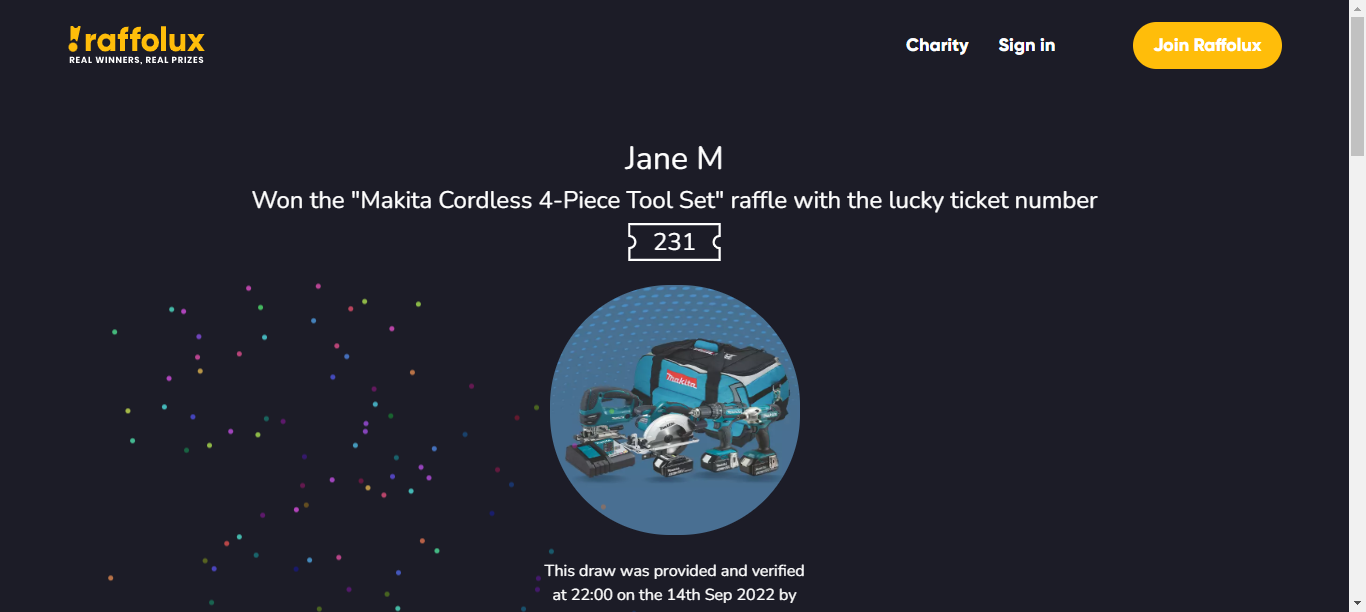 raffolux
REAL WINNERS, REAL PRIZES
Charity
Sign in
Join Raffolux
Jane M
Won the "Makita Cordless 4-Piece Tool Set" raffle with the lucky ticket number
231
makita
This draw was provided and verified
at 22:00 on the 14th Sep 2022 by